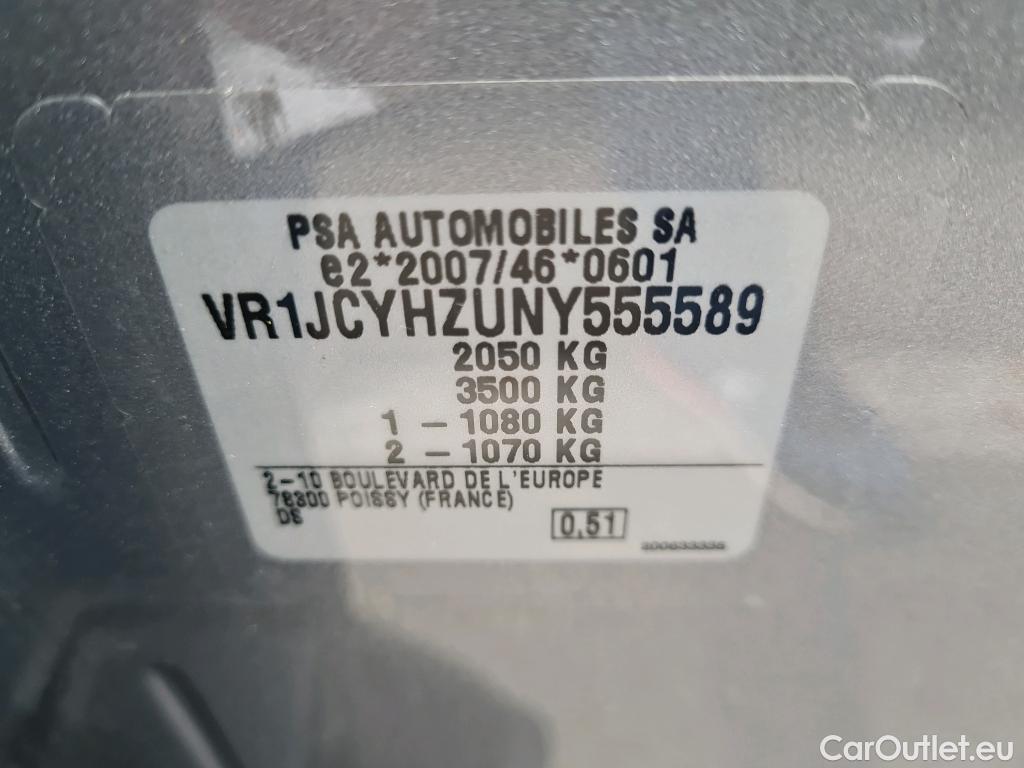 PSA AUTOMOBILES SA
e2*2007/46*0601
VR1JCYHZUNY555589
2050 KG
3500 KG
1 – 1080 KG
2 – 1070 KG
2-10 BOULEVARD DE L'EUROPE
78300 POISSY (FRANCE)
DS
0,51
CarOutlet.eu